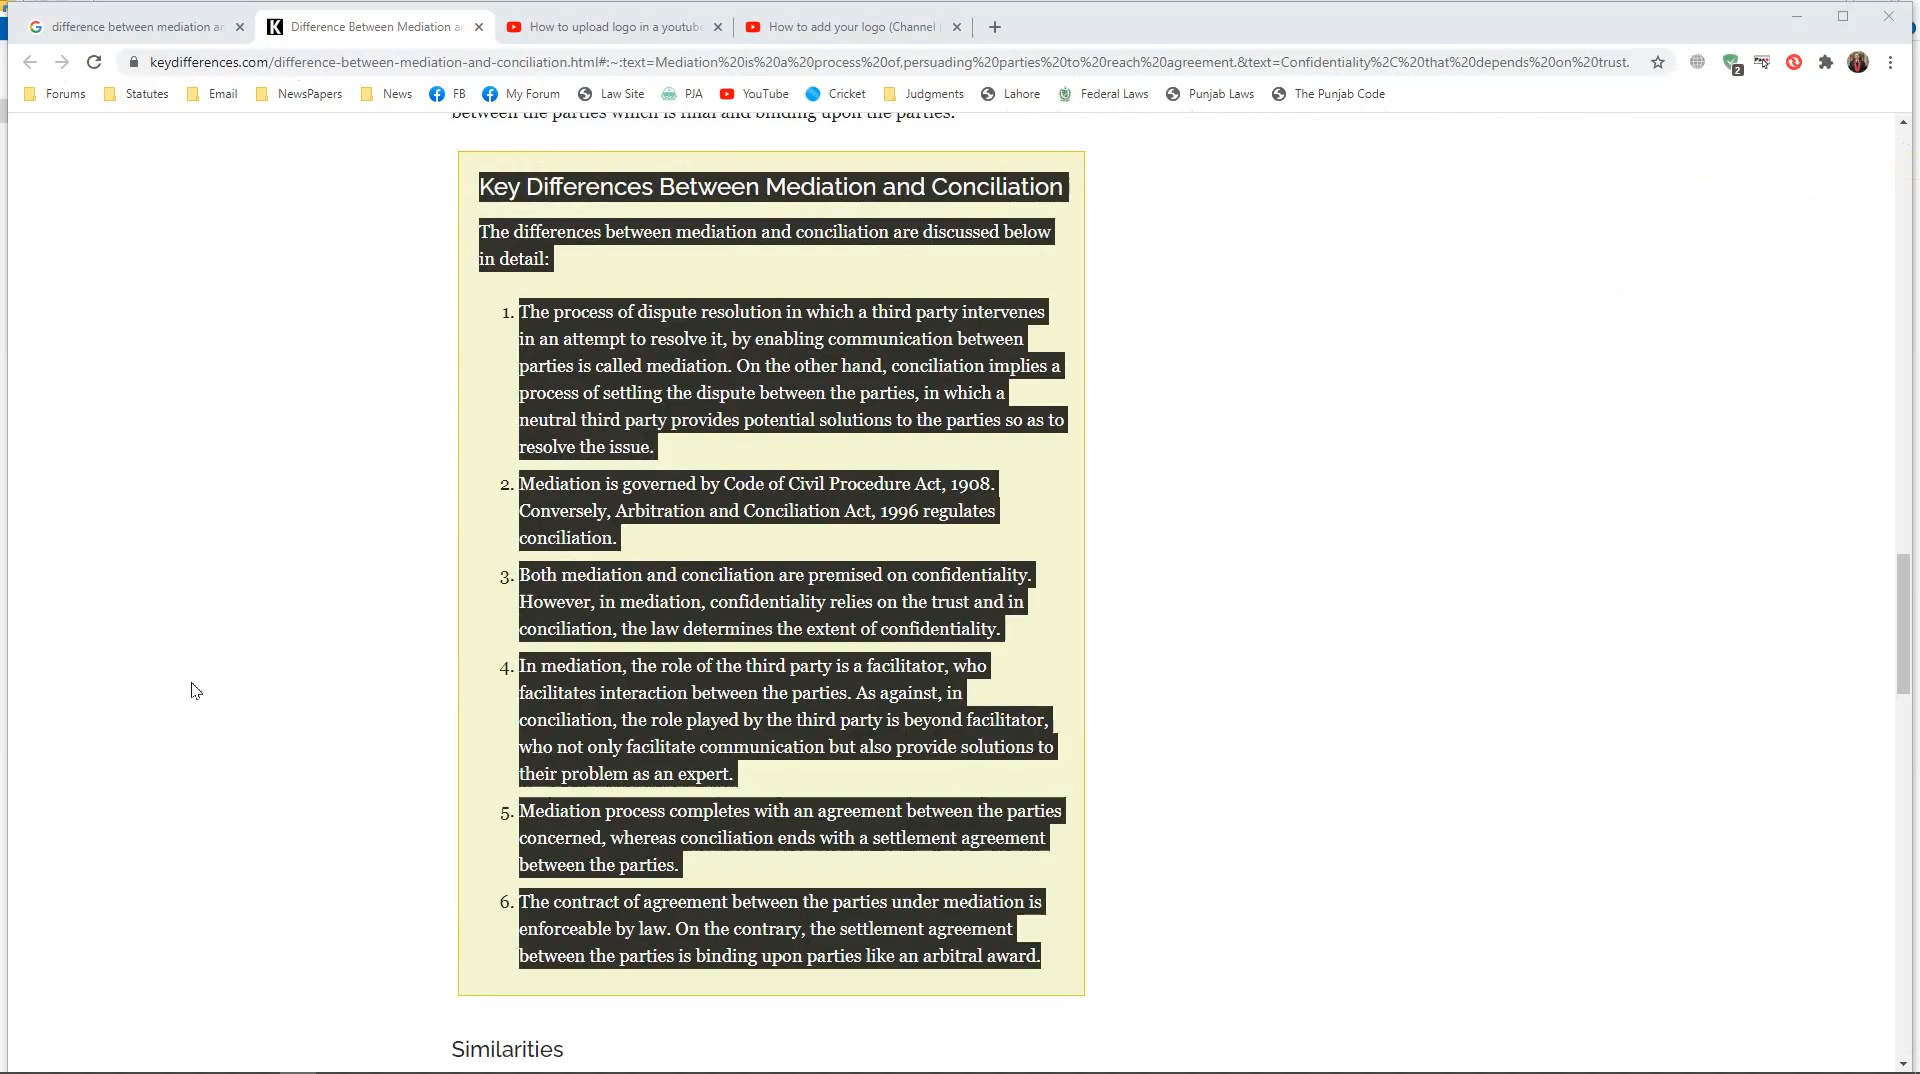 difference between mediation ar
Difference Between Mediation a
How to upload logo in a youtube
How to add your logo (Channel
keydifferences.com/difference-between-mediation-and-conciliation.html#:~:text=Mediation%20is%20a%20process%20of,persuading%20parties%20to%20reach%20agreement.&text=Confidentiality%2C%20that%20depends%20on%20trust.
2
Forums Statutes Email NewsPapers News FB My Forum Law Site PJA YouTube Cricket Judgments Lahore Federal Laws Punjab Laws The Punjab Code
between the parties which is final and binding upon the parties.
Key Differences Between Mediation and Conciliation
The differences between mediation and conciliation are discussed below
in detail:
1. The process of dispute resolution in which a third party intervenes
in an attempt to resolve it, by enabling communication between
parties is called mediation. On the other hand, conciliation implies a
process of settling the dispute between the parties, in which a
neutral third party provides potential solutions to the parties so as to
resolve the issue.
2. Mediation is governed by Code of Civil Procedure Act, 1908.
Conversely, Arbitration and Conciliation Act, 1996 regulates
conciliation.
3. Both mediation and conciliation are premised on confidentiality.
However, in mediation, confidentiality relies on the trust and in
conciliation, the law determines the extent of confidentiality.
4. In mediation, the role of the third party is a facilitator, who
facilitates interaction between the parties. As against, in
conciliation, the role played by the third party is beyond facilitator,
who not only facilitate communication but also provide solutions to
their problem as an expert.
5. Mediation process completes with an agreement between the parties
concerned, whereas conciliation ends with a settlement agreement
between the parties.
6. The contract of agreement between the parties under mediation is
enforceable by law. On the contrary, the settlement agreement
between the parties is binding upon parties like an arbitral award.
Similarities